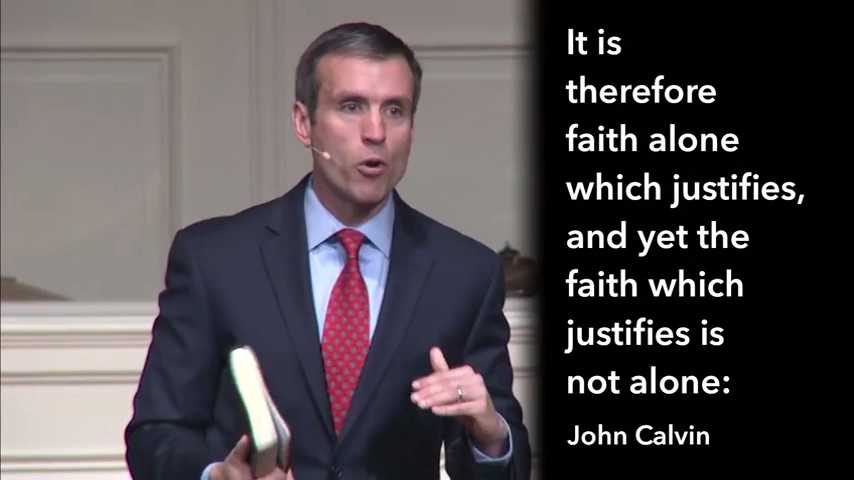 It is
therefore
faith alone
which justifies,
and yet the
faith which
justifies is
not alone:
John Calvin